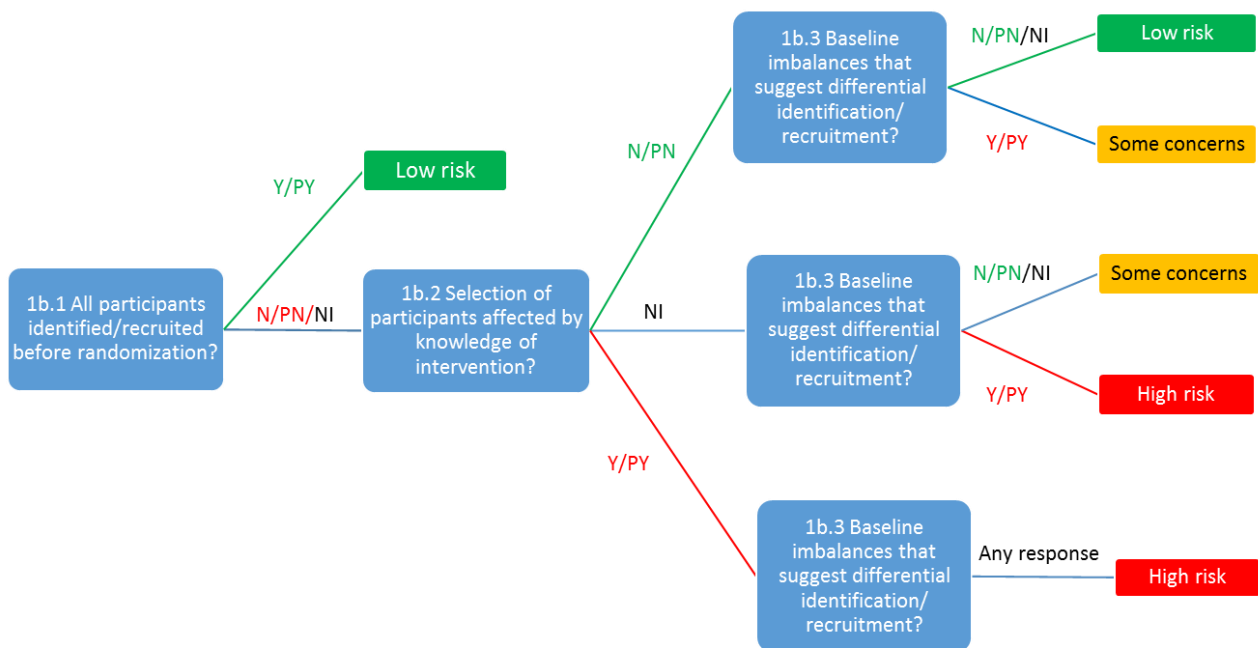 1b.1 All participants
identified/recruited
before randomization?
Y/PY
Low risk
N/PN/NI
1b.2 Selection of
participants affected by
knowledge of
intervention?
N/PN
1b.3 Baseline
imbalances that
suggest differential
identification/
recruitment?
N/PN/NI
Low risk
Y/PY
Some concerns
NI
1b.3 Baseline
imbalances that
suggest differential
identification/
recruitment?
N/PN/NI
Some concerns
Y/PY
High risk
Y/PY
1b.3 Baseline
imbalances that
suggest differential
identification/
recruitment?
Any response
High risk